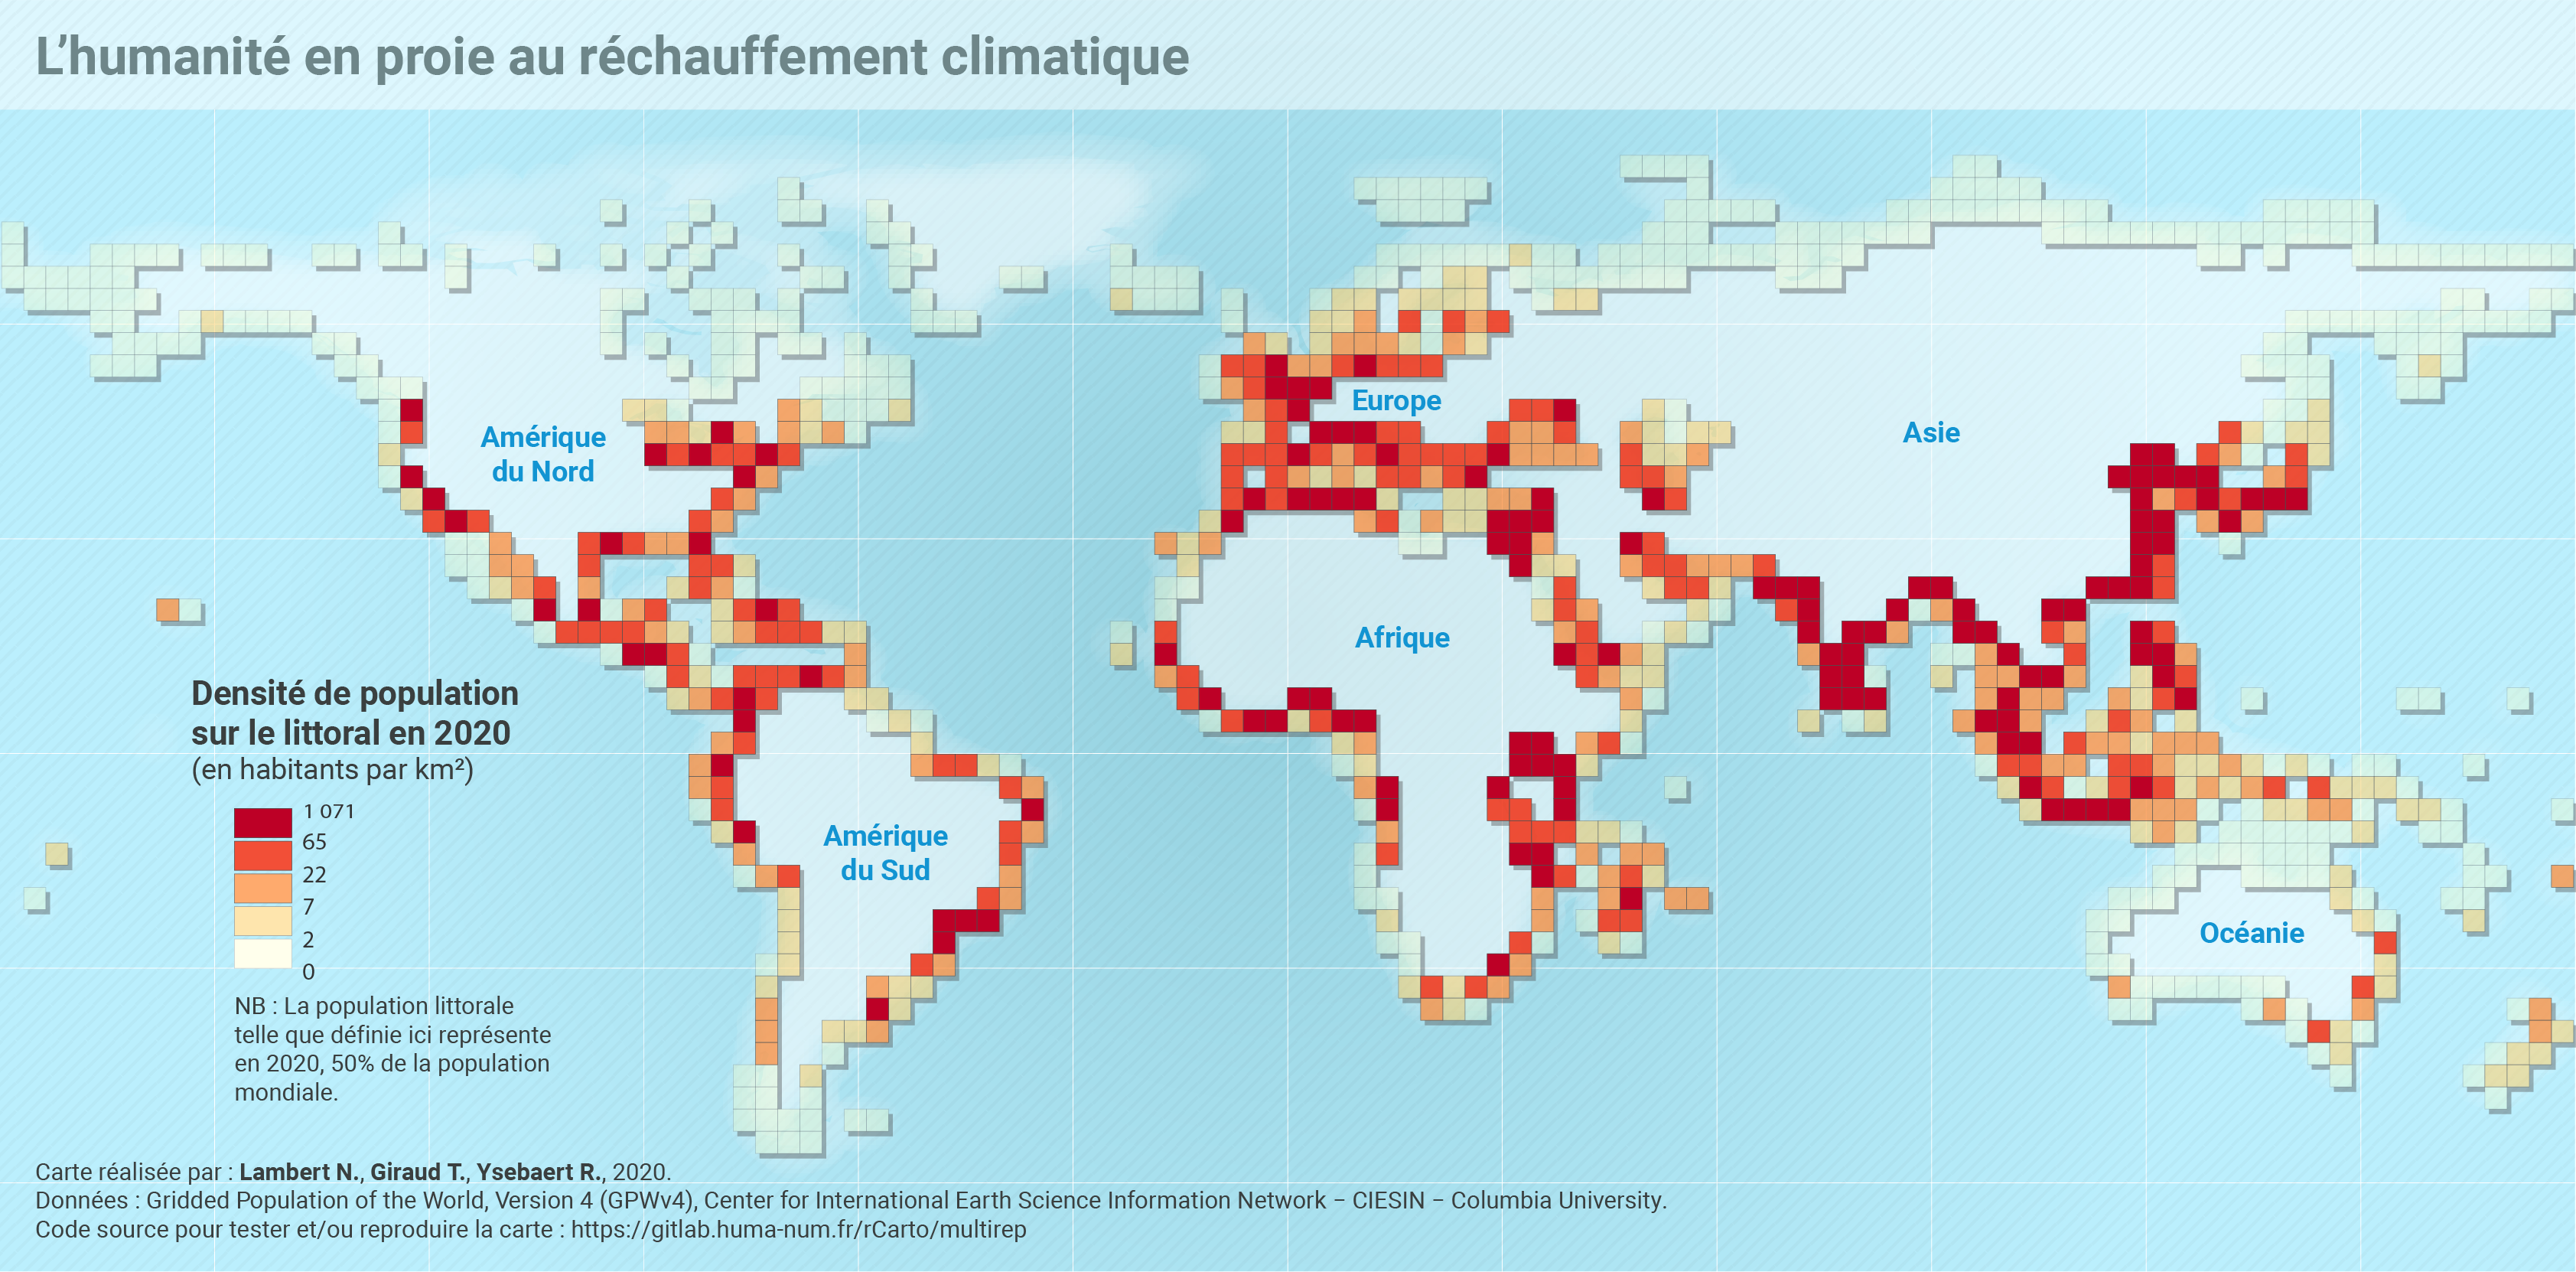 L’humanité en proie au réchauffement climatique
Europe
Asie
Amérique
du Nord
Afrique
Densité de population
sur le littoral en 2020
(en habitants par km²)
1 071
65
22
7
2
0
Amérique
du Sud
Océanie
NB : La population littorale
telle que définie ici représente
en 2020, 50% de la population
mondiale.
Carte réalisée par : Lambert N., Giraud T., Ysebaert R., 2020.
Données : Gridded Population of the World, Version 4 (GPWv4), Center for International Earth Science Information Network − CIESIN − Columbia University.
Code source pour tester et/ou reproduire la carte : https://gitlab.huma-num.fr/rCarto/multirep